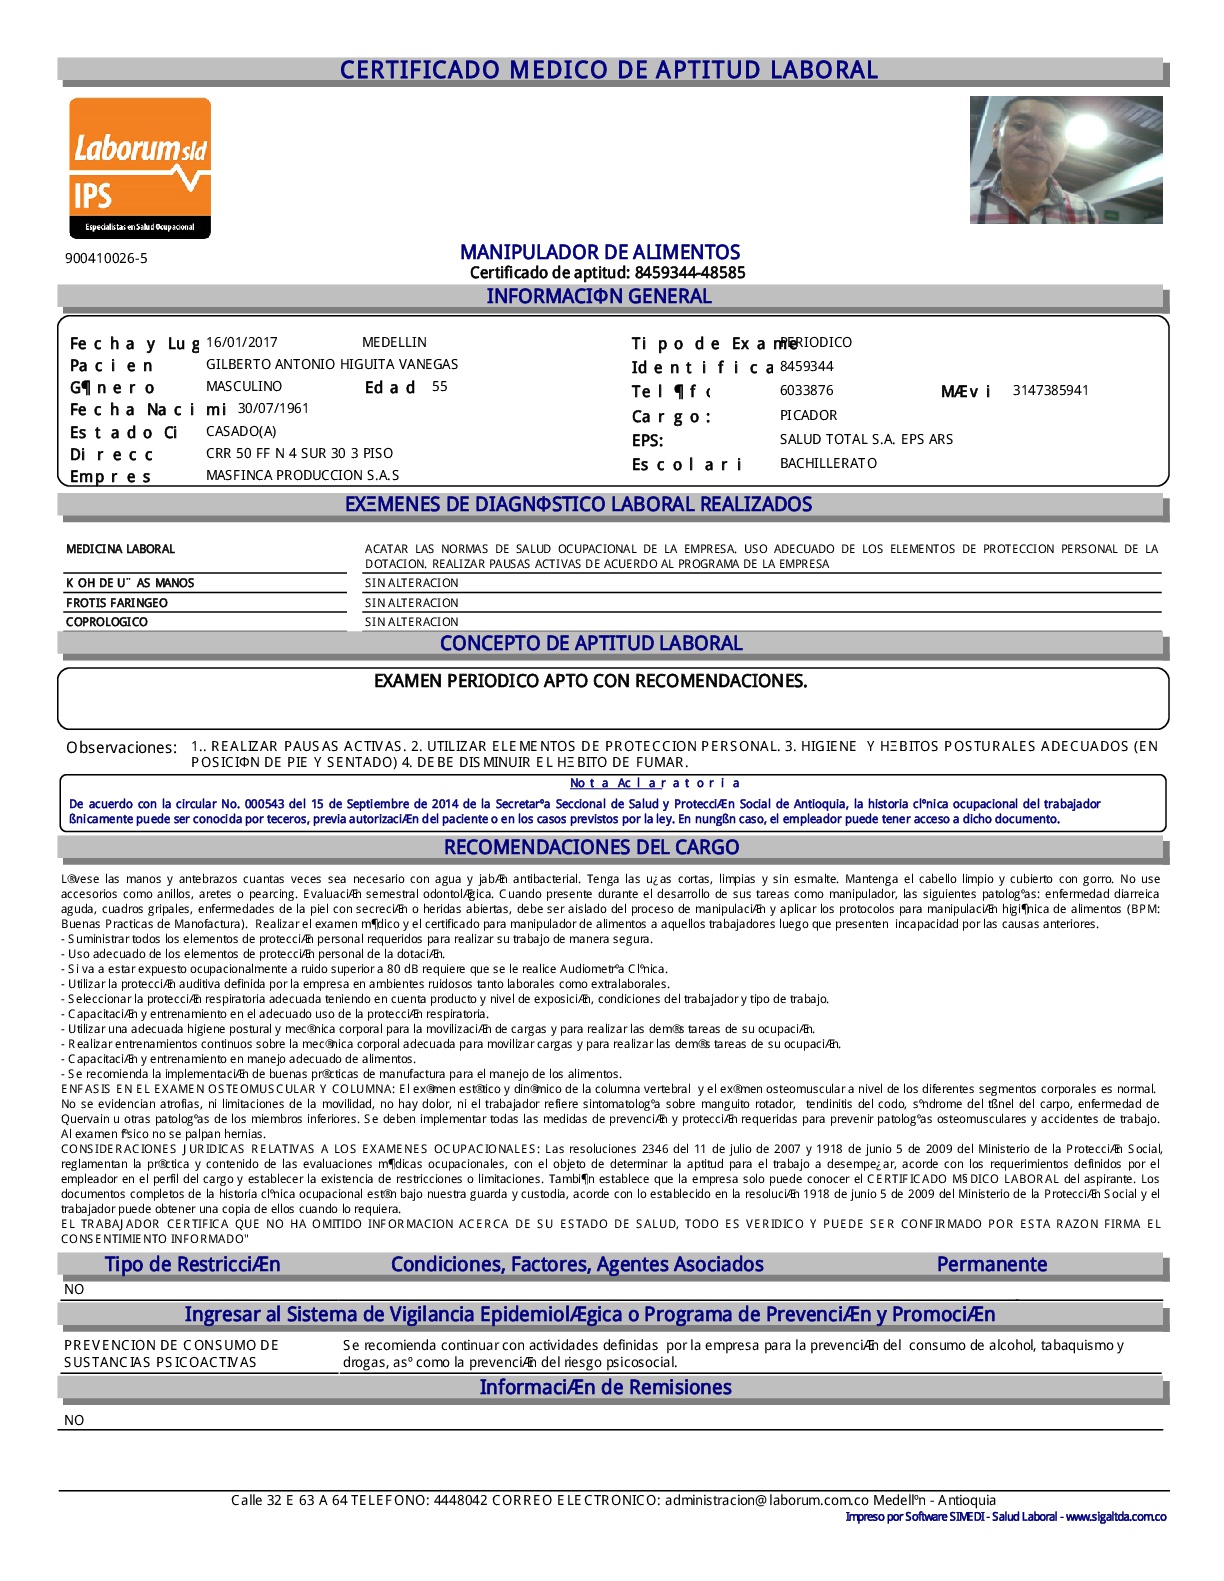 CERTIFICADO MEDICO DE APTITUD LABORAL
Laborum sld
IPS
Especialistas en Salud Ocupacional
900410026-5
MANIPULADOR DE ALIMENTOS
Certificado de aptitud: 8459344-48585
INFORMACIΦN GENERAL
Fecha y Lug 16/01/2017 MEDELLIN Tipo de Exame PERIODICO
Pacien GILBERTO ANTONIO HIGUITA VANEGAS Identifica 8459344
G¶nero MASCULINO Edad 55 Tel¶fc 6033876 MÆvi 3147385941
Fecha Nacimi 30/07/1961 Cargo: PICADOR
Estado Ci CASADO(A) EPS: SALUD TOTAL S.A. EPS ARS
Direcc CRR 50 FF N 4 SUR 30 3 PISO Escolari BACHILLERATO
Empres MASFINCA PRODUCCION S.A.S
EXΞMENES DE DIAGNΦSTICO LABORAL REALIZADOS
MEDICINA LABORAL ACATAR LAS NORMAS DE SALUD OCUPACIONAL DE LA EMPRESA. USO ADECUADO DE LOS ELEMENTOS DE PROTECCION PERSONAL DE LA
DOTACION. REALIZAR PAUSAS ACTIVAS DE ACUERDO AL PROGRAMA DE LA EMPRESA
KOH DE U¨AS MANOS SIN ALTERACION
FROTIS FARINGEO SIN ALTERACION
COPROLOGICO SIN ALTERACION
CONCEPTO DE APTITUD LABORAL
EXAMEN PERIODICO APTO CON RECOMENDACIONES.
Observaciones: 1.. REALIZAR PAUSAS ACTIVAS. 2. UTILIZAR ELEMENTOS DE PROTECCION PERSONAL. 3. HIGIENE Y HΞBITOS POSTURALES ADECUADOS (EN
POSICIΦN DE PIE Y SENTADO) 4. DEBE DISMINUIR EL HΞBITO DE FUMAR.
Nota Aclaratoria
De acuerdo con la circular No. 000543 del 15 de Septiembre de 2014 de la Secretarºa Seccional de Salud y ProtecciÆn Social de Antioquia, la historia clºnica ocupacional del trabajador
ßnicamente puede ser conocida por teceros, previa autorizaciÆn del paciente o en los casos previstos por la ley. En nungßn caso, el empleador puede tener acceso a dicho documento.
RECOMENDACIONES DEL CARGO
L®vese las manos y antebrazos cuantas veces sea necesario con agua y jabÆn antibacterial. Tenga las u¿as cortas, limpias y sin esmalte. Mantenga el cabello limpio y cubierto con gorro. No use
accesorios como anillos, aretes o pearcing. EvaluaciÆn semestral odontolÆgica. Cuando presente durante el desarrollo de sus tareas como manipulador, las siguientes patologºas: enfermedad diarreica
aguda, cuadros gripales, enfermedades de la piel con secreciÆn o heridas abiertas, debe ser aislado del proceso de manipulaciÆn y aplicar los protocolos para manipulaciÆn higi¶nica de alimentos (BPM:
Buenas Practicas de Manofactura). Realizar el examen m¶dico y el certificado para manipulador de alimentos a aquellos trabajadores luego que presenten incapacidad por las causas anteriores.
- Suministrar todos los elementos de protecciÆn personal requeridos para realizar su trabajo de manera segura.
- Uso adecuado de los elementos de protecciÆn personal de la dotaciÆn.
- Si va a estar expuesto ocupacionalmente a ruido superior a 80 dB requiere que se le realice Audiometrºa Clºnica.
- Utilizar la protecciÆn auditiva definida por la empresa en ambientes ruidosos tanto laborales como extralaborales.
- Seleccionar la protecciÆn respiratoria adecuada teniendo en cuenta producto y nivel de exposiciÆn, condiciones del trabajador y tipo de trabajo.
- CapacitaciÆn y entrenamiento en el adecuado uso de la protecciÆn respiratoria.
- Utilizar una adecuada higiene postural y mec®nica corporal para la movilizaciÆn de cargas y para realizar las dem®s tareas de su ocupaciÆn.
- Realizar entrenamientos continuos sobre la mec®nica corporal adecuada para movilizar cargas y para realizar las dem®s tareas de su ocupaciÆn.
- CapacitaciÆn y entrenamiento en manejo adecuado de alimentos.
- Se recomienda la implementaciÆn de buenas pr®cticas de manufactura para el manejo de los alimentos.
ENFASIS EN EL EXAMEN OSTEOMUSCULAR Y COLUMNA: El ex®men est®tico y din®mico de la columna vertebral y el ex®men osteomuscular a nivel de los diferentes segmentos corporales es normal.
No se evidencian atrofias, ni limitaciones de la movilidad, no hay dolor, ni el trabajador refiere sintomatologºa sobre manguito rotador, tendinitis del codo, sºndrome del tßnel del carpo, enfermedad de
Quervain u otras patologºas de los miembros inferiores. Se deben implementar todas las medidas de prevenciÆn y protecciÆn requeridas para prevenir patologºas osteomusculares y accidentes de trabajo.
Al examen fºsico no se palpan hernias.
CONSIDERACIONES JURIDICAS RELATIVAS A LOS EXAMENES OCUPACIONALES: Las resoluciones 2346 del 11 de julio de 2007 y 1918 de junio 5 de 2009 del Ministerio de la ProtecciÆn Social,
reglamentan la pr®ctica y contenido de las evaluaciones m¶dicas ocupacionales, con el objeto de determinar la aptitud para el trabajo a desempe¿ar, acorde con los requerimientos definidos por el
empleador en el perfil del cargo y establecer la existencia de restricciones o limitaciones. Tambi¶n establece que la empresa solo puede conocer el CERTIFICADO M§DICO LABORAL del aspirante. Los
documentos completos de la historia clºnica ocupacional est®n bajo nuestra guarda y custodia, acorde con lo establecido en la resoluciÆn 1918 de junio 5 de 2009 del Ministerio de la ProtecciÆn Social y el
trabajador puede obtener una copia de ellos cuando lo requiera.
EL TRABAJADOR CERTIFICA QUE NO HA OMITIDO INFORMACION ACERCA DE SU ESTADO DE SALUD, TODO ES VERIDICO Y PUEDE SER CONFIRMADO POR ESTA RAZON FIRMA EL
CONSENTIMIENTO INFORMADO"
Tipo de RestricciÆn Condiciones, Factores, Agentes Asociados Permanente
NO
Ingresar al Sistema de Vigilancia EpidemiolÆgica o Programa de PrevenciÆn y PromociÆn
PREVENCION DE CONSUMO DE Se recomienda continuar con actividades definidas por la empresa para la prevenciÆn del consumo de alcohol, tabaquismo y
SUSTANCIAS PSICOACTIVAS drogas, asº como la prevenciÆn del riesgo psicosocial.
InformaciÆn de Remisiones
NO
Calle 32 E 63 A 64 TELEFONO: 4448042 CORREO ELECTRONICO: administracion@laborum.com.co Medellºn - Antioquia
Impreso por Software SIMEDI - Salud Laboral - www.sigaltda.com.co